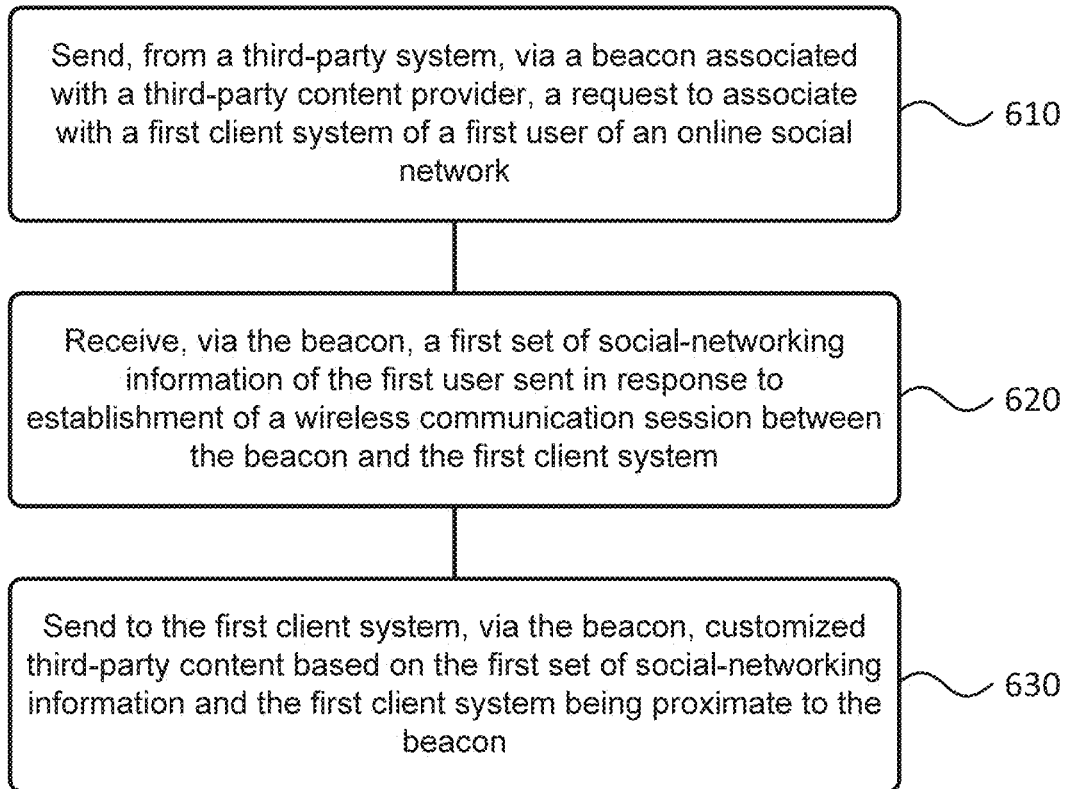 Send, from a third-party system, via a beacon associated
with a third-party content provider, a request to associate
with a first client system of a first user of an online social
network
610
Receive, via the beacon, a first set of social-networking
information of the first user sent in response to
establishment of a wireless communication session between
the beacon and the first client system
620
Send to the first client system, via the beacon, customized
third-party content based on the first set of social-networking
information and the first client system being proximate to the
beacon
630